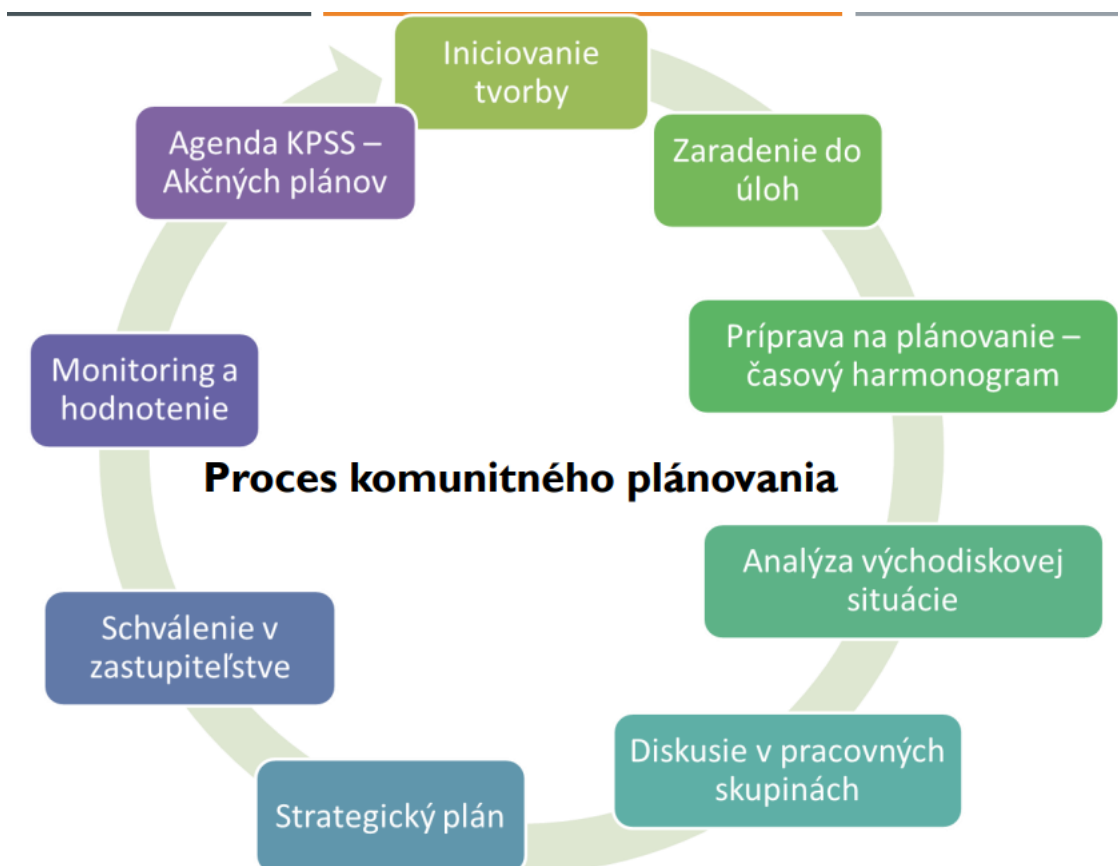 Iniciovanie
tvorby
Zaradenie do
úloh
Príprava na plánovanie –
časový harmonogram
Analýza východiskovej
situácie
Diskusie v pracovných
skupinách
Strategický plán
Schválenie v
zastupiteľstve
Monitoring a
hodnotenie
Agenda KPSS –
Akčných plánov
Proces komunitného plánovania